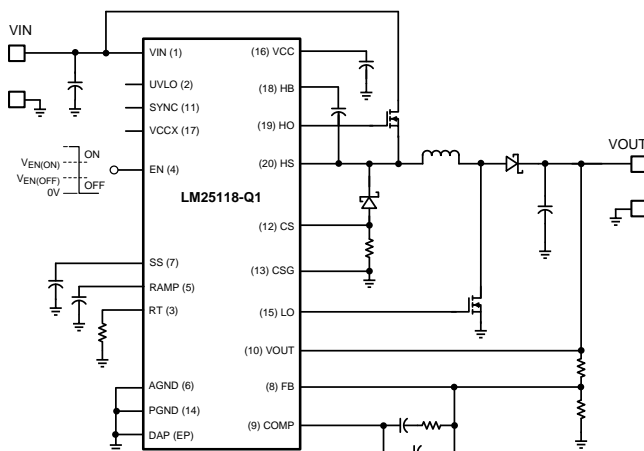 VIN
VIN (1)
UVLO (2)
SYNC (11)
VCCX (17)
EN (4)
VEN(ON)
ON
VEN(OFF)
OFF
0V
LM25118-Q1
SS (7)
RAMP (5)
RT (3)
AGND (6)
PGND (14)
DAP (EP)
(16) VCC
(18) HB
(19) HO
(20) HS
(12) CS
(13) CSG
(15) LO
(10) VOUT
(8) FB
(9) COMP
VOUT